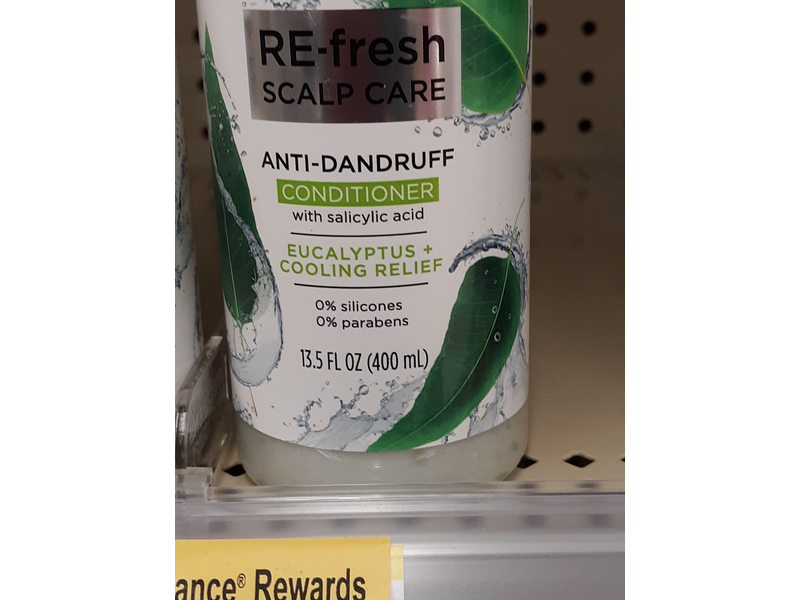 RE-fresh
SCALP CARE
ANTI-DANDRUFF
CONDITIONER
with salicylic acid
EUCALYPTUS +
COOLING RELIEF
0% silicones
0% parabens
13.5 FL OZ (400 mL)
ance® Rewards